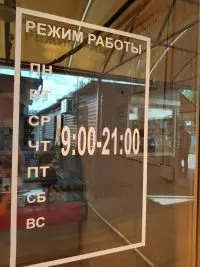 РЕЖИМ РАБОТЫ
ПН
ВТ
СР
ЧТ 9:00-21:00
ПТ
СБ
ВС